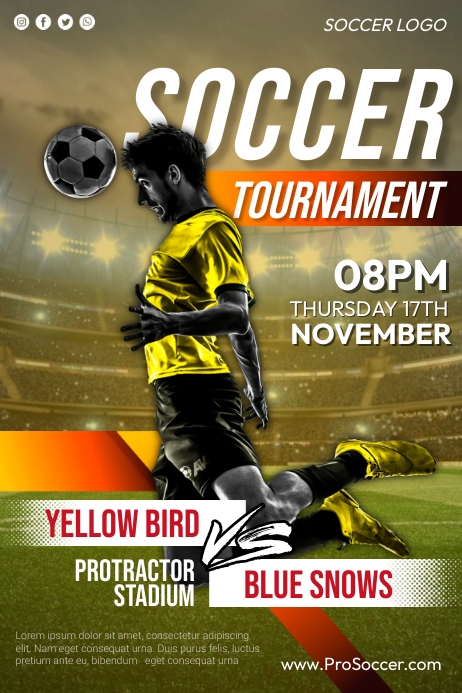 SOCCER LOGO
SOCCER
TOURNAMENT
08PM
THURSDAY 17TH
NOVEMBER
YELLOW BIRD
VS
PROTRACTOR
STADIUM
BLUE SNOWS
Lorem ipsum dolor sit amet, consectetur adipiscing
elit. Nam eget consequat urna. Duis purus felis, luctus
pretium ante eu, bibendum eget consequat urna
www.ProSoccer.com